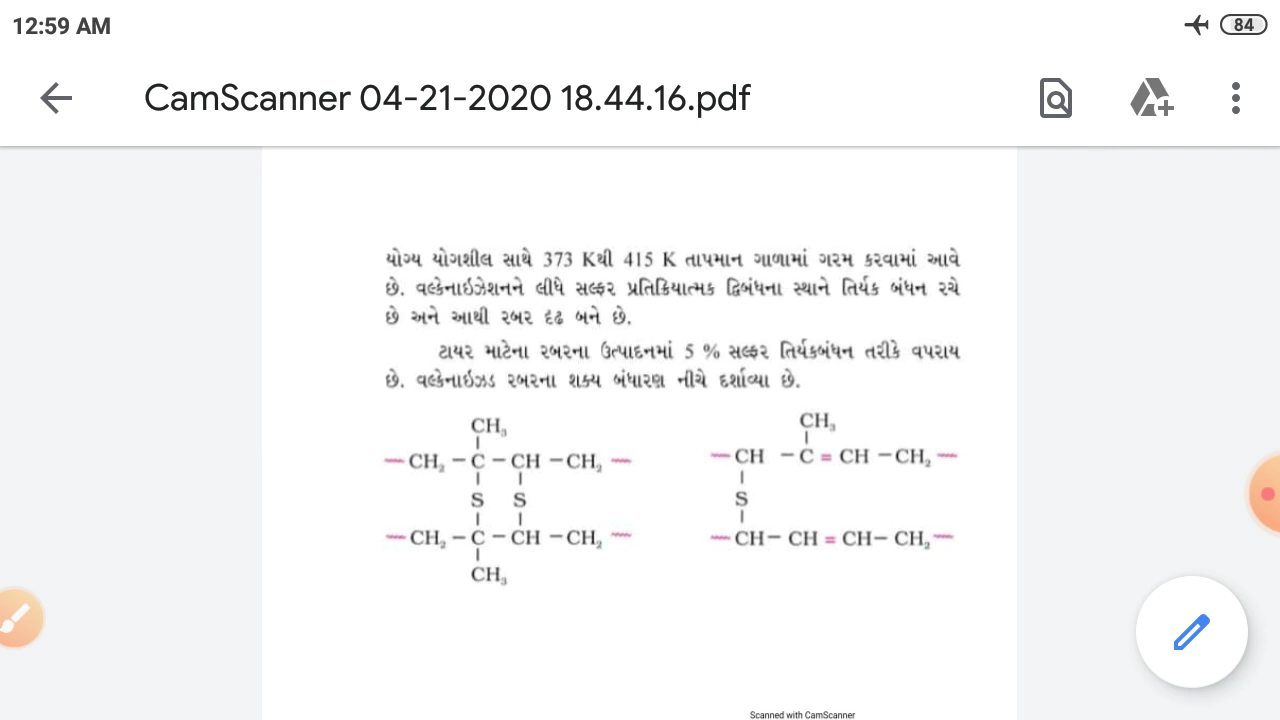 12:59 AM
84
CamScanner 04-21-2020 18.44.16.pdf
યોગ્ય યોગશીલ સાથે 373 Kથી 415 K તાપમાન ગાળામાં ગરમ કરવામાં આવે
છે. વલ્કેનાઇઝેશનને લીધે સલ્ફર પ્રતિક્રિયાત્મક દ્વિબંધના સ્થાને તિર્યક બંધન રચે
છે અને આથી રબર દૃઢ બને છે.
ટાયર માટેના રબરના ઉત્પાદનમાં 5 % સલ્ફર તિર્યકબંધન તરીકે વપરાય
છે. વલ્કેનાઇઝડ રબરના શક્ય બંધારણ નીચે દર્શાવ્યા છે.
CH₃
CH₂ – C – CH – CH₂
S S
CH₂ – C – CH – CH₂
CH₃
CH₃
CH – C = CH – CH₂
S
CH – CH = CH – CH₂
Scanned with CamScanner